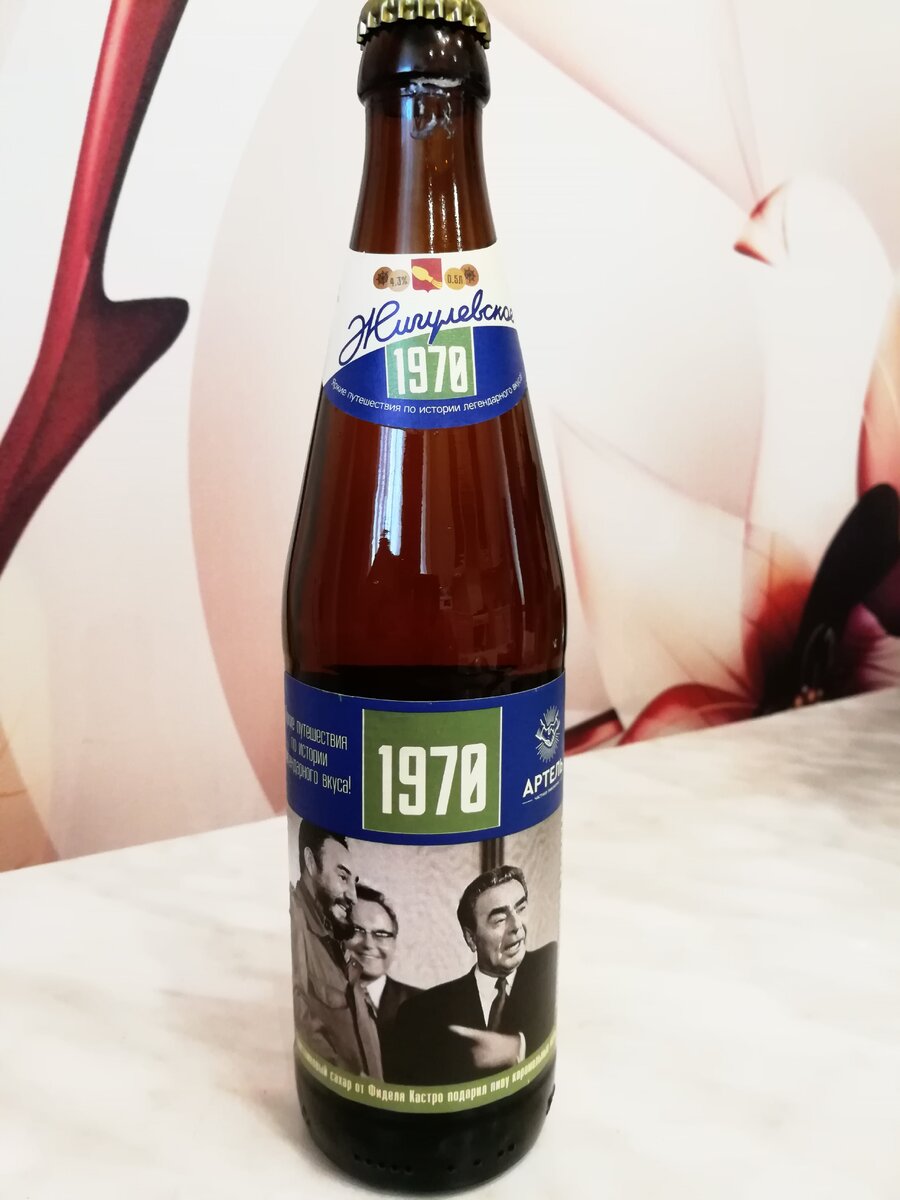 4.3%
0.5л
Жигулевское
1970
Яркие путешествия по истории легендарного вкуса!
путешествия
по истории
вкуса!
1970
АРТЕЛЬ
сахар от Фиделя Кастро подарил пиву